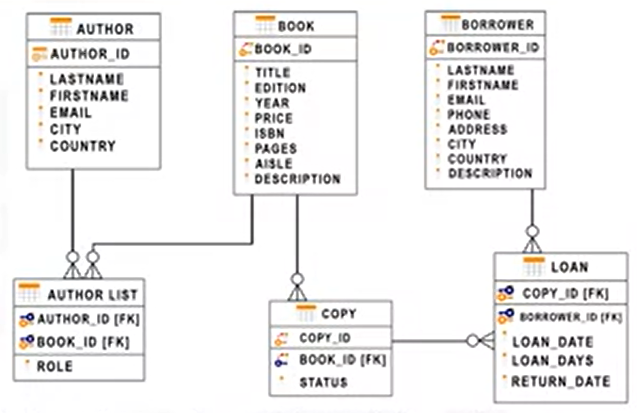 AUTHOR
AUTHOR_ID
LASTNAME
FIRSTNAME
EMAIL
CITY
COUNTRY
BOOK
BOOK_ID
TITLE
EDITION
YEAR
PRICE
ISBN
PAGES
AISLE
DESCRIPTION
BORROWER
BORROWER_ID
LASTNAME
FIRSTNAME
EMAIL
PHONE
ADDRESS
CITY
COUNTRY
DESCRIPTION
AUTHOR LIST
AUTHOR_ID [FK]
BOOK_ID [FK]
ROLE
COPY
COPY_ID
BOOK_ID [FK]
STATUS
LOAN
COPY_ID [FK]
BORROWER_ID [FK]
LOAN_DATE
LOAN_DAYS
RETURN_DATE